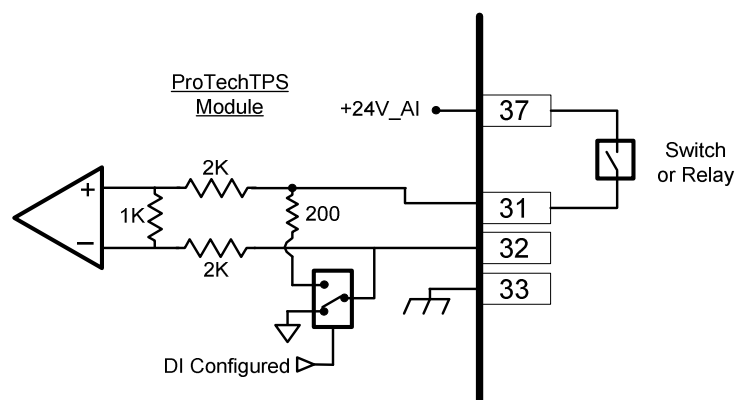 ProTechTPS
Module
+24V_AI
37
Switch
or Relay
2K
+
1K
200
31
−
2K
32
33
DI Configured